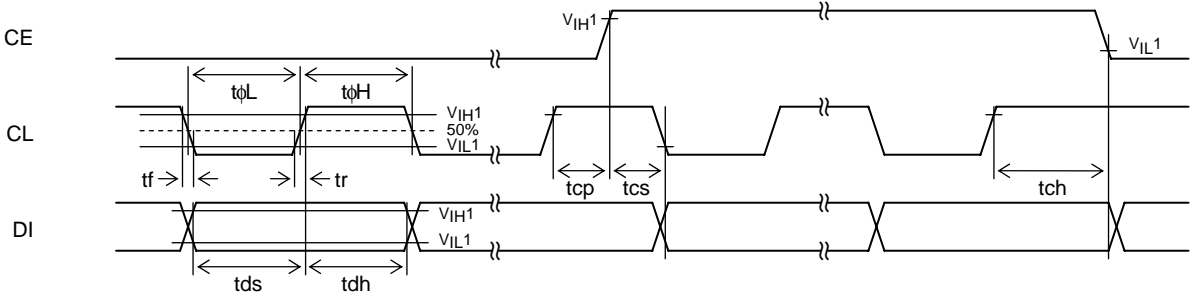 CE
VIH1
VIL1
tϕL
tϕH
CL
VIH1
50%
VIL1
tf
tr
tcp
tcs
tch
DI
VIH1
VIL1
tds
tdh